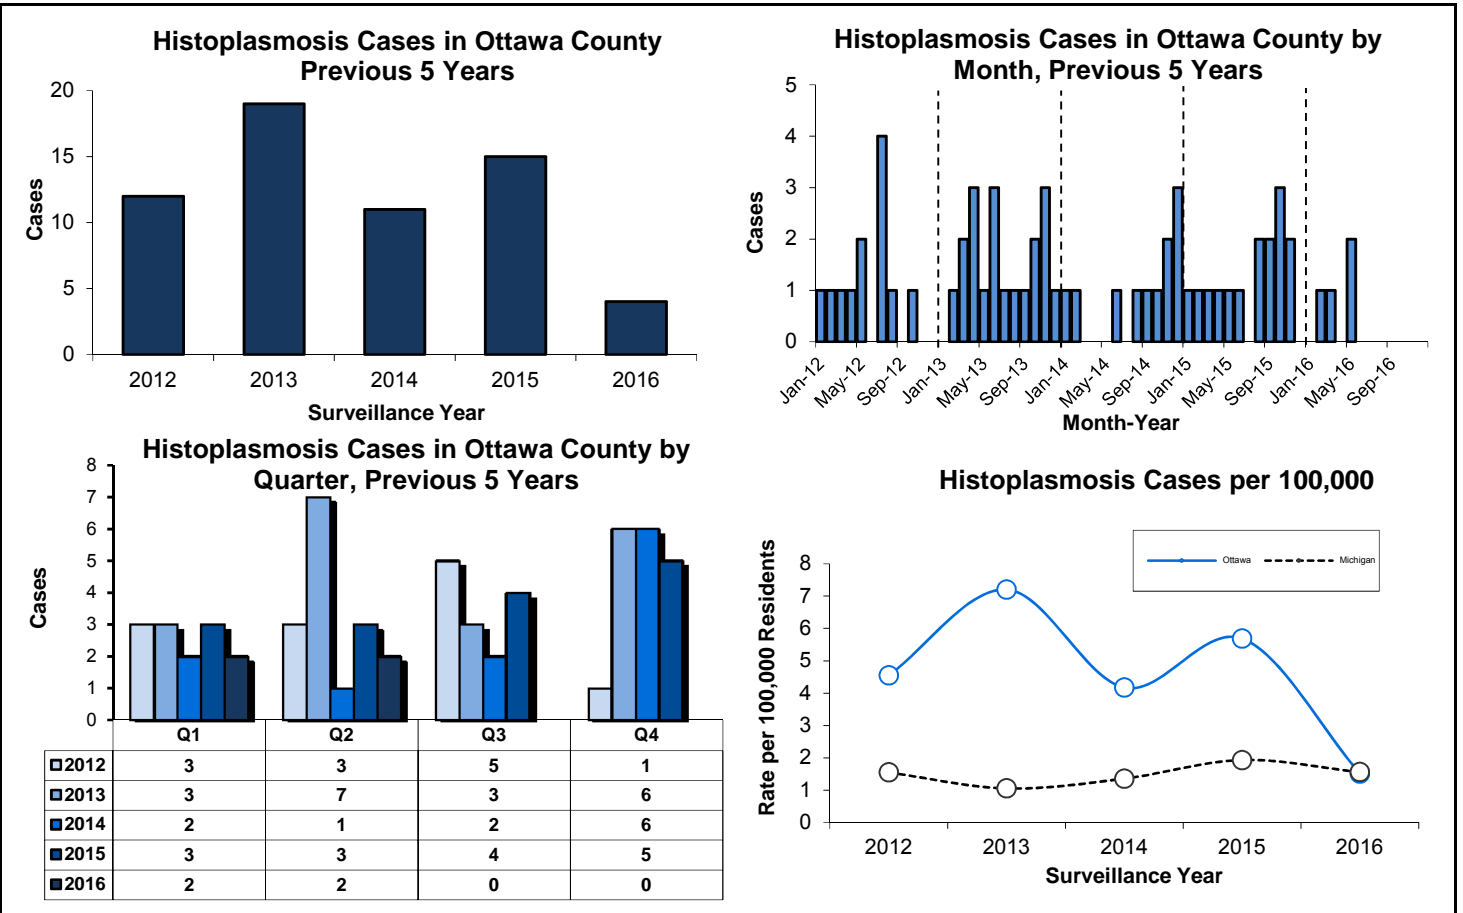 Histoplasmosis Cases in Ottawa County
Previous 5 Years
20
15
10
5
0
Cases
2012 2013 2014 2015 2016
Surveillance Year
Histoplasmosis Cases in Ottawa County by
Month, Previous 5 Years
5
4
3
2
1
0
Cases
Jan-12 May-12 Sep-12 Jan-13 May-13 Sep-13 Jan-14 May-14 Sep-14 Jan-15 May-15 Sep-15 Jan-16 May-16 Sep-16
Month-Year
Histoplasmosis Cases in Ottawa County by
Quarter, Previous 5 Years
8
7
6
5
4
3
2
1
0
Cases
Q1 Q2 Q3 Q4
2012 3 3 5 1
2013 3 7 3 6
2014 2 1 2 6
2015 3 3 4 5
2016 2 2 0 0
Histoplasmosis Cases per 100,000
Ottawa Michigan
8
7
6
5
4
3
2
1
0
Rate per 100,000 Residents
2012 2013 2014 2015 2016
Surveillance Year